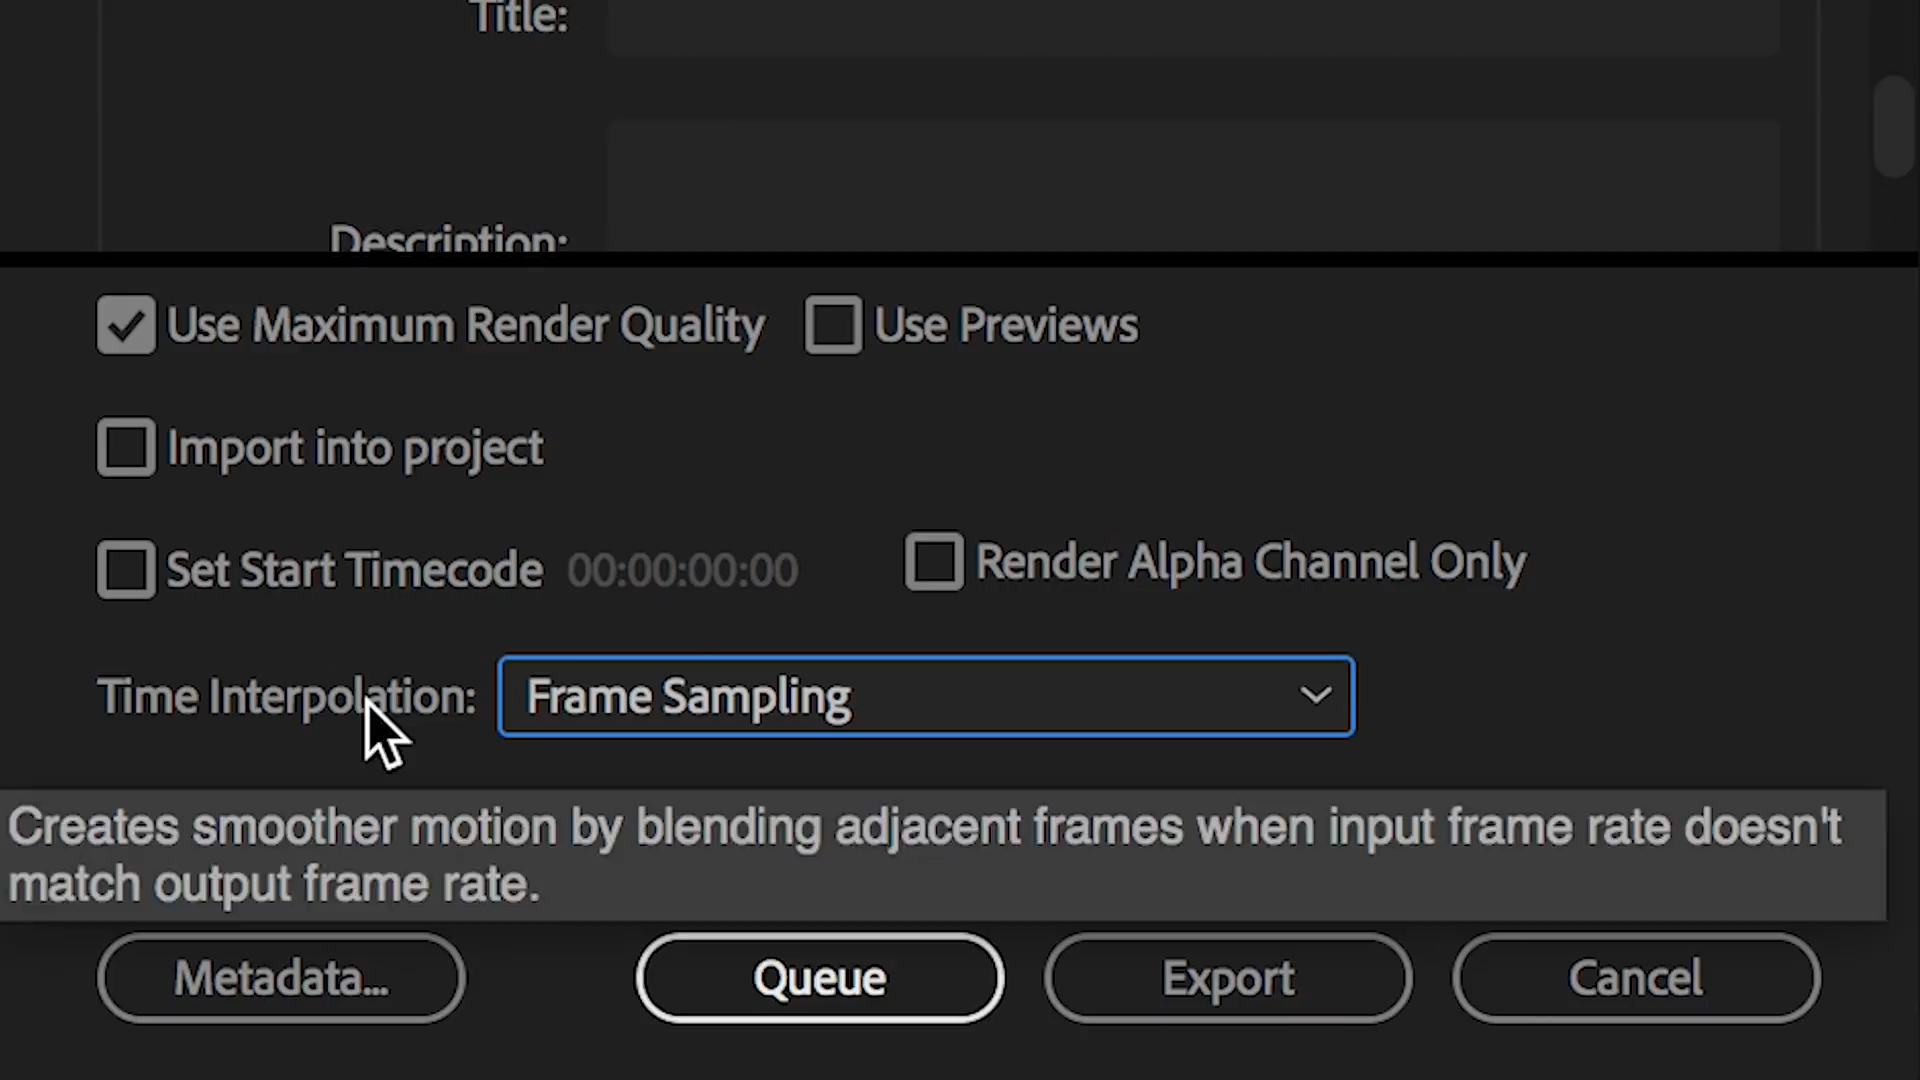 Title:
Description:
Use Maximum Render Quality Use Previews
Import into project
Set Start Timecode 00:00:00:00 Render Alpha Channel Only
Time Interpolation: Frame Sampling
Creates smoother motion by blending adjacent frames when input frame rate doesn't
match output frame rate.
Metadata... Queue Export Cancel